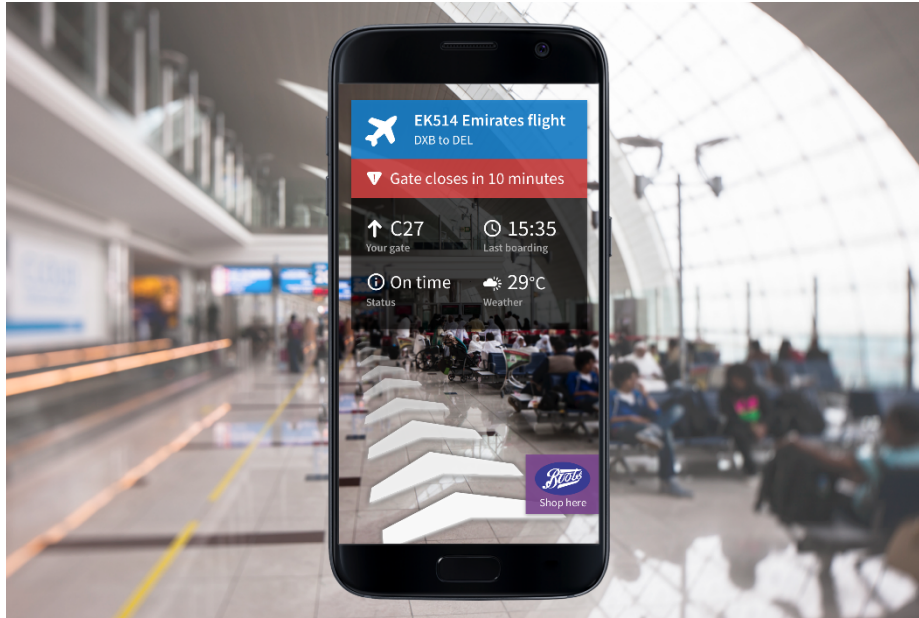 EK514 Emirates flight
DXB to DEL
Gate closes in 10 minutes
C27
Your gate
15:35
Last boarding
On time
Status
29°C
Weather
Boots
Shop here